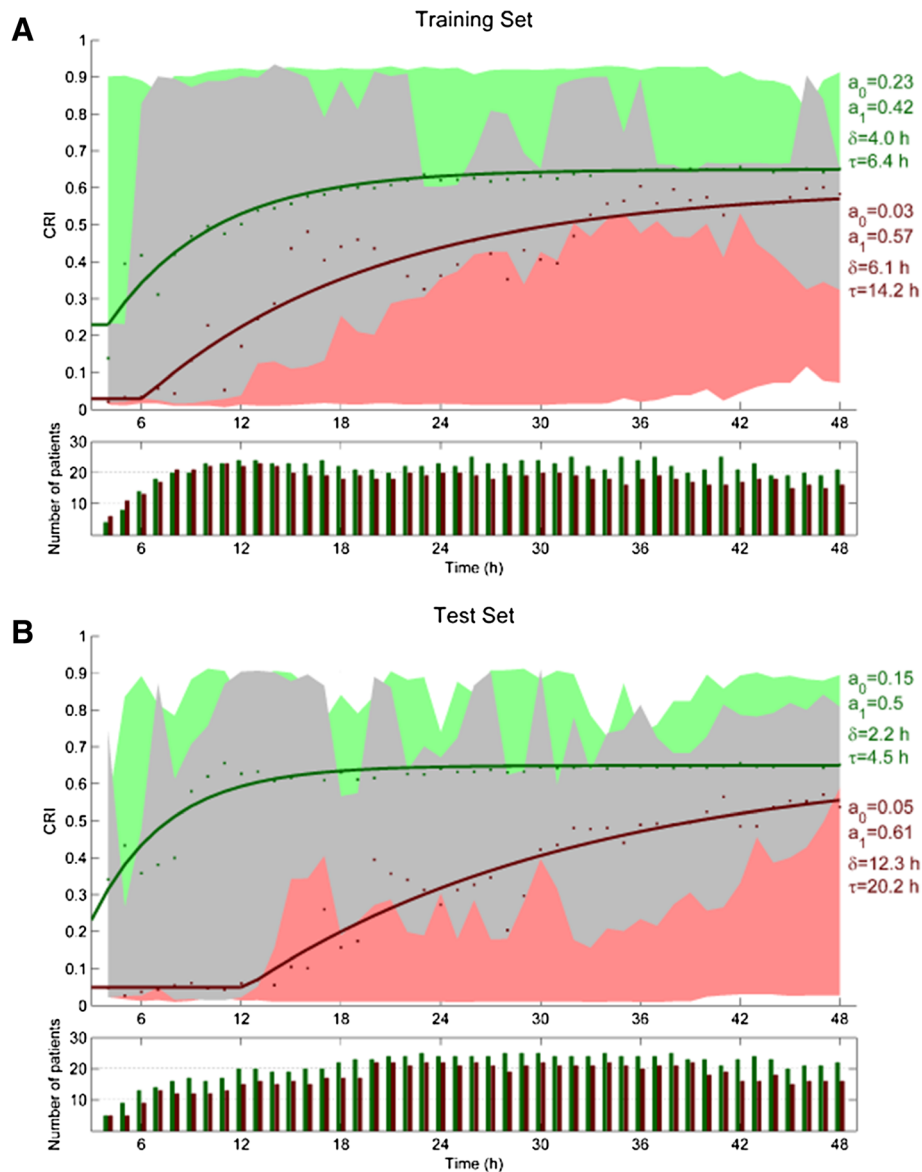 A
Training Set
1
0.9
0.8
0.7
0.6
0.5
0.4
0.3
0.2
0.1
0
CRI
6 12 18 24 30 36 42 48
a0=0.23
a1=0.42
δ=4.0 h
τ=6.4 h
a0=0.03
a1=0.57
δ=6.1 h
τ=14.2 h
Number of patients
30
20
10
6 12 18 24 30 36 42 48
Time (h)
B
Test Set
1
0.9
0.8
0.7
0.6
0.5
0.4
0.3
0.2
0.1
0
CRI
6 12 18 24 30 36 42 48
a0=0.15
a1=0.5
δ=2.2 h
τ=4.5 h
a0=0.05
a1=0.61
δ=12.3 h
τ=20.2 h
Number of patients
30
20
10
6 12 18 24 30 36 42 48
Time (h)